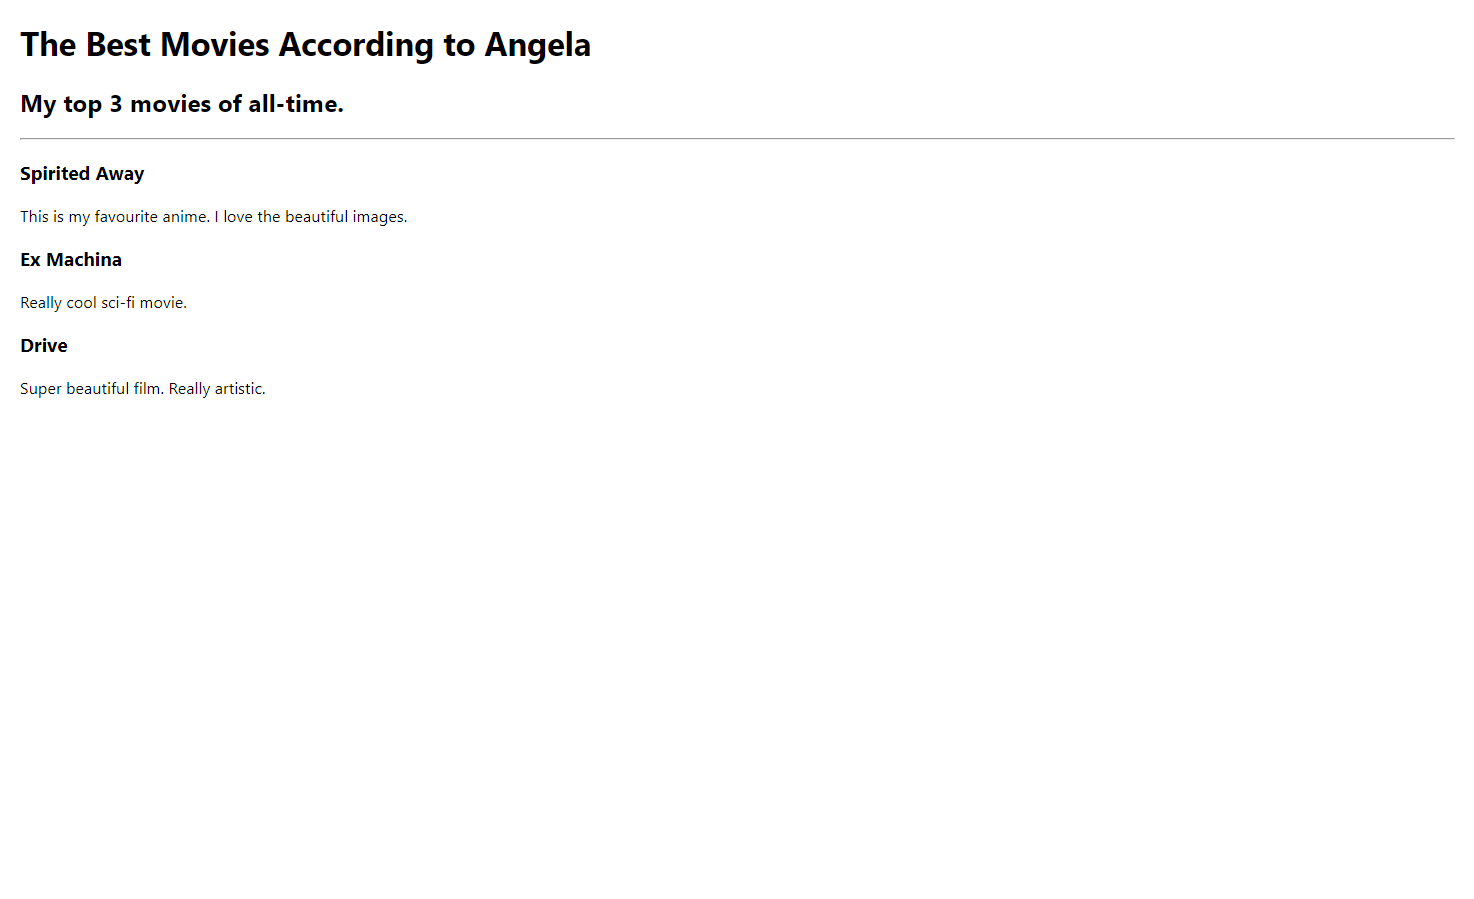 The Best Movies According to Angela
My top 3 movies of all-time.
Spirited Away
This is my favourite anime. I love the beautiful images.
Ex Machina
Really cool sci-fi movie.
Drive
Super beautiful film. Really artistic.